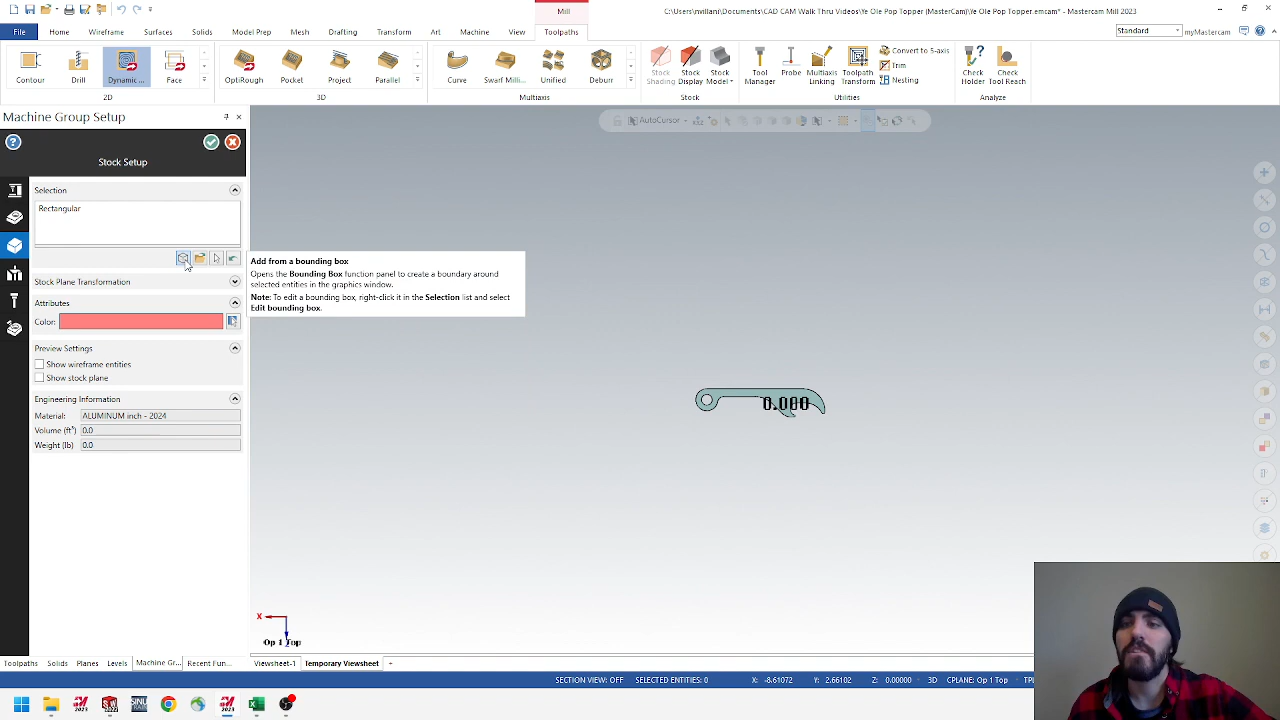 Mill
C:\Users\nvillani\Documents\CAD CAM Walk Thru Videos\Ye Ole Pop Topper (MasterCam)\Ye Ole Pop Topper.emcam* - Mastercam Mill 2023
File
Home
Wireframe
Surfaces
Solids
Model Prep
Mesh
Drafting
Transform
Art
Machine
View
Toolpaths
Standard
myMastercam
Contour
Drill
Dynamic ...
Face
OptiRough
Pocket
Project
Parallel
Curve
Swarf Milli...
Unified
Deburr
Stock Shading
Stock Display
Stock Model
Tool Manager
Probe
Multiaxis Linking
Toolpath Transform
Convert to 5-axis
Trim
Nesting
Check Holder
Check Tool Reach
2D
3D
Multiaxis
Stock
Utilities
Analyze
Machine Group Setup
AutoCursor
Stock Setup
Selection
Rectangular
Add from a bounding box
Opens the Bounding Box function panel to create a boundary around
selected entities in the graphics window.
Note: To edit a bounding box, right-click it in the Selection list and select
Edit bounding box.
Stock Plane Transformation
Attributes
Color:
Preview Settings
Show wireframe entities
Show stock plane
Engineering Information
Material: ALUMINUM inch - 2024
Volume (ft³) 0.0
Weight (lb) 0.0
0.080
X
Op 1 Top
Toolpaths
Solids
Planes
Levels
Machine Gr...
Recent Fun...
Viewsheet-1
Temporary Viewsheet
+
SECTION VIEW: OFF
SELECTED ENTITIES: 0
X: -8.61072
Y: 2.66102
Z: 0.00000
3D
CPLANE: Op 1 Top